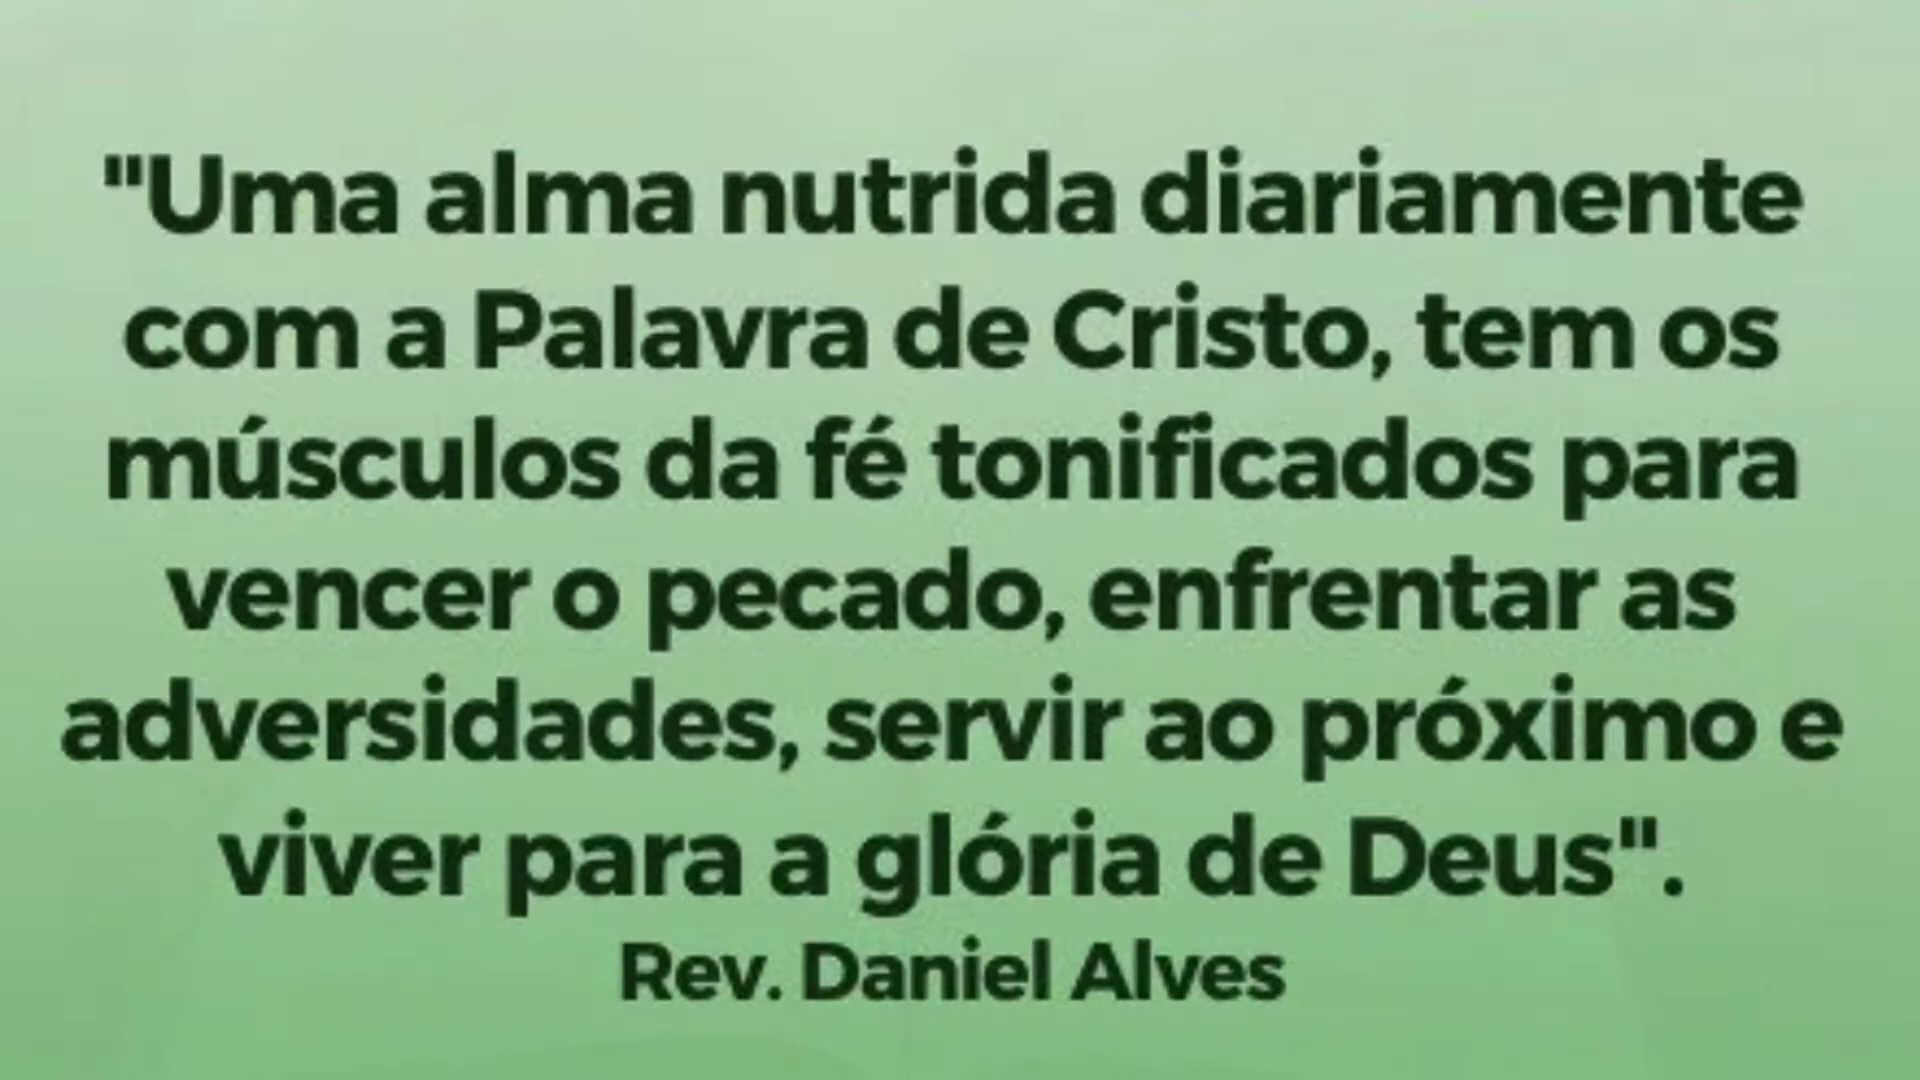 "Uma alma nutrida diariamente
com a Palavra de Cristo, tem os
músculos da fé tonificados para
vencer o pecado, enfrentar as
adversidades, servir ao próximo e
viver para a glória de Deus".
Rev. Daniel Alves